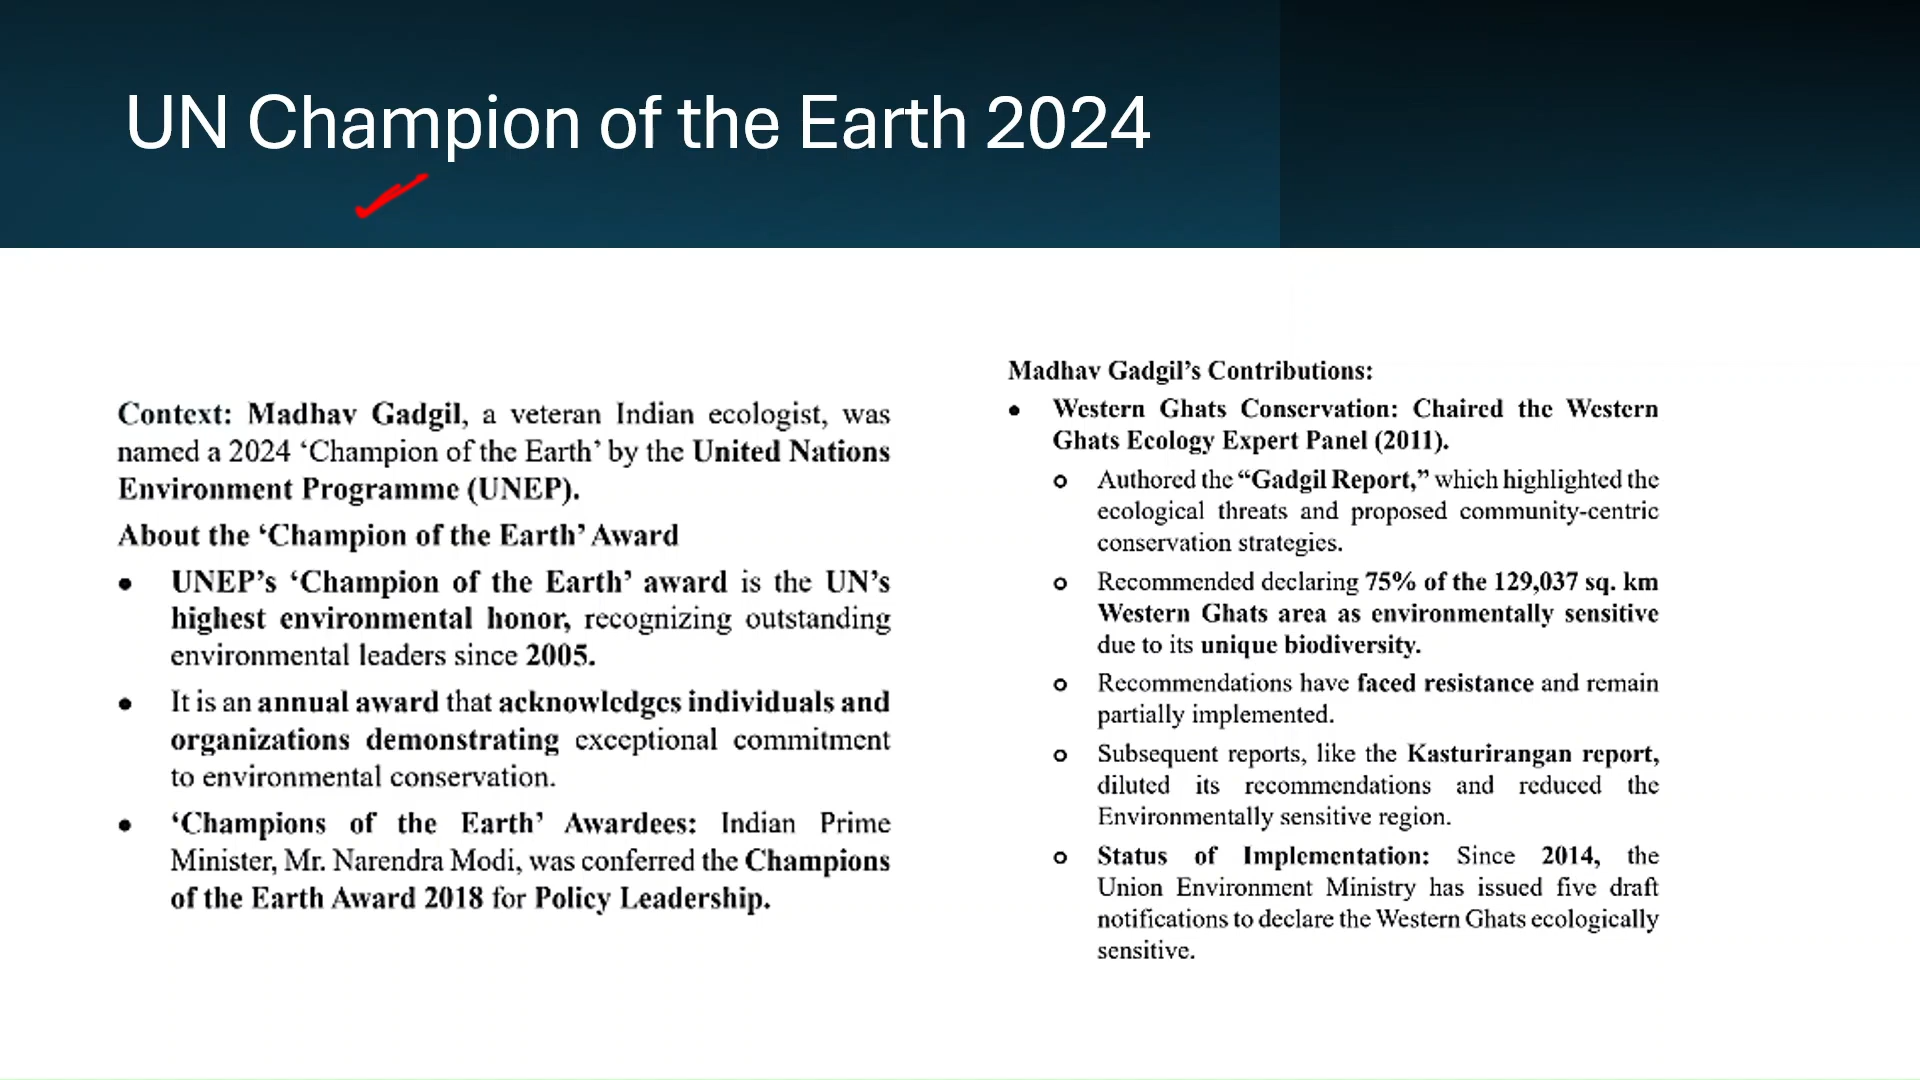 UN Champion of the Earth 2024
Context: Madhav Gadgil, a veteran Indian ecologist, was
named a 2024 ‘Champion of the Earth’ by the United Nations
Environment Programme (UNEP).
About the ‘Champion of the Earth’ Award
● UNEP’s ‘Champion of the Earth’ award is the UN’s
highest environmental honor, recognizing outstanding
environmental leaders since 2005.
● It is an annual award that acknowledges individuals and
organizations demonstrating exceptional commitment
to environmental conservation.
● ‘Champions of the Earth’ Awardees: Indian Prime
Minister, Mr. Narendra Modi, was conferred the Champions
of the Earth Award 2018 for Policy Leadership.
Madhav Gadgil’s Contributions:
● Western Ghats Conservation: Chaired the Western
Ghats Ecology Expert Panel (2011).
o Authored the “Gadgil Report,” which highlighted the
ecological threats and proposed community-centric
conservation strategies.
o Recommended declaring 75% of the 129,037 sq. km
Western Ghats area as environmentally sensitive
due to its unique biodiversity.
o Recommendations have faced resistance and remain
partially implemented.
o Subsequent reports, like the Kasturirangan report,
diluted its recommendations and reduced the
Environmentally sensitive region.
o Status of Implementation: Since 2014, the
Union Environment Ministry has issued five draft
notifications to declare the Western Ghats ecologically
sensitive.